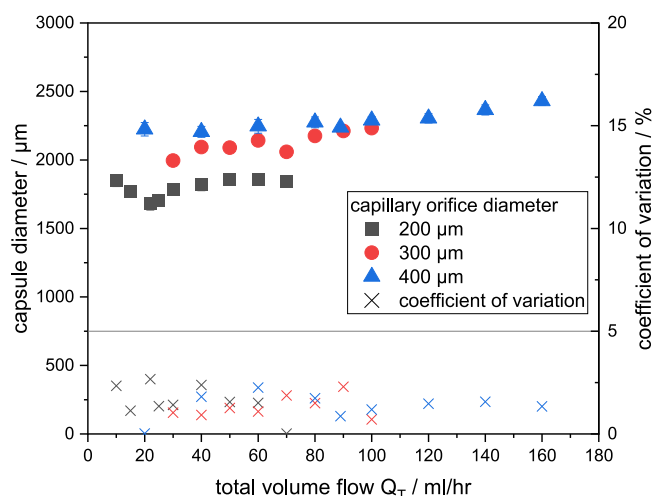 3000
2500
2000
1500
1000
500
0
capsule diameter / µm
20
15
10
5
0
coefficient of variation / %
capillary orifice diameter
200 µm
300 µm
400 µm
coefficient of variation
0 20 40 60 80 100 120 140 160 180
total volume flow Q_T / ml/hr